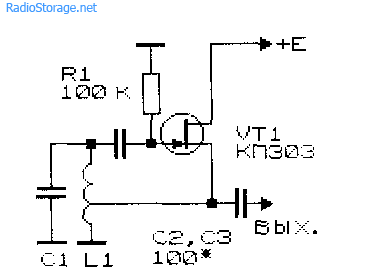 RadioStorage.net
+E
R1
100 К
VT1
КП303
Вых.
C2,C3
100*
C1
L1